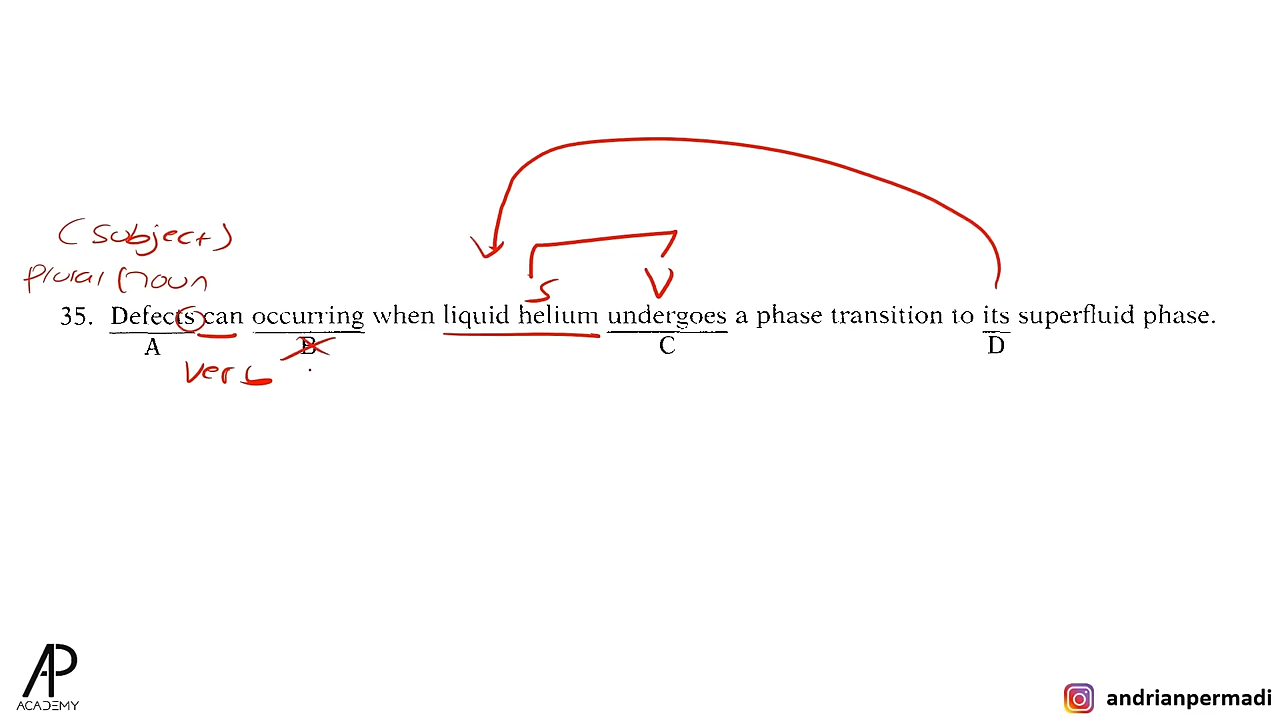 (subject)
plural (noun
S V
35. Defects can occurring when liquid helium undergoes a phase transition to its superfluid phase.
A B C D
verb
AP
ACADEMY
andrianpermadi